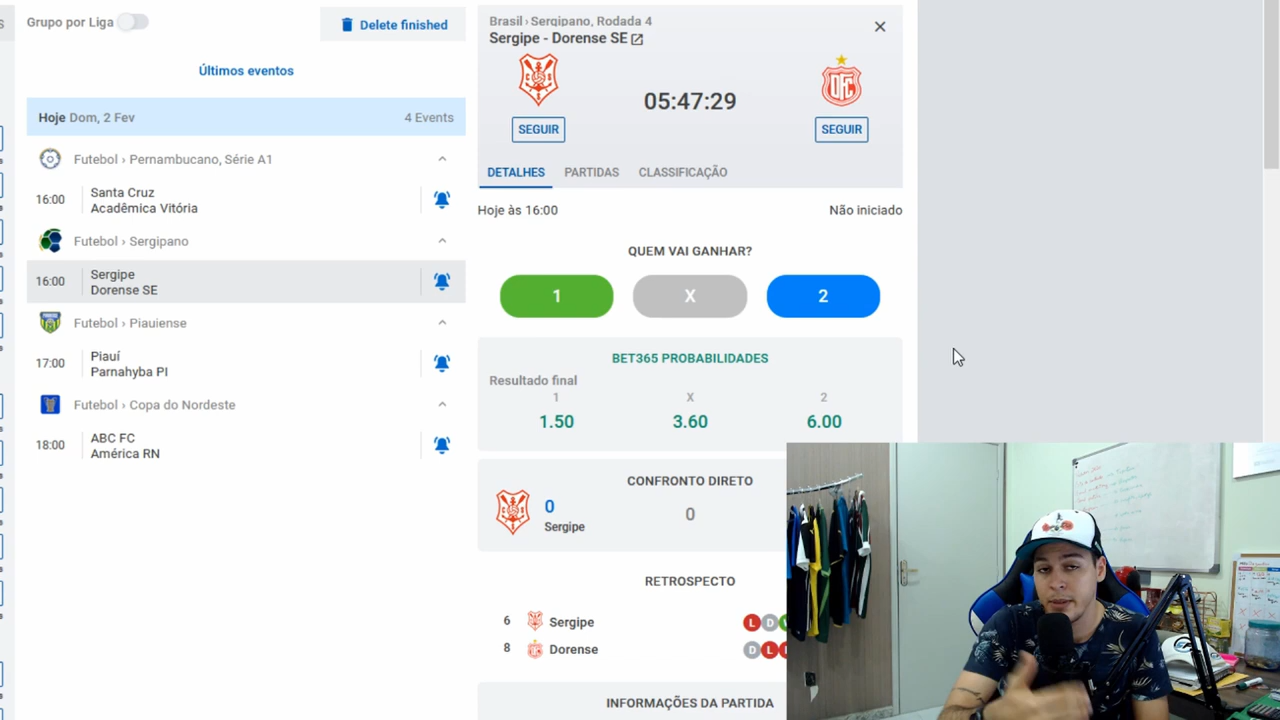 Grupo por Liga
Delete finished
Últimos eventos
Hoje Dom, 2 Fev
4 Events
Futebol › Pernambucano, Série A1
16:00
Santa Cruz
Acadêmica Vitória
Futebol › Sergipano
16:00
Sergipe
Dorense SE
Futebol › Piauiense
17:00
Piauí
Parnahyba PI
Futebol › Copa do Nordeste
18:00
ABC FC
América RN
Brasil › Sergipano, Rodada 4
Sergipe - Dorense SE
05:47:29
SEGUIR
SEGUIR
DETALHES
PARTIDAS
CLASSIFICAÇÃO
Hoje às 16:00
Não iniciado
QUEM VAI GANHAR?
1
X
2
BET365 PROBABILIDADES
Resultado final
1
X
2
1.50
3.60
6.00
CONFRONTO DIRETO
0
Sergipe
0
RETROSPECTO
6
Sergipe
L
D
8
Dorense
D
L
INFORMAÇÕES DA PARTIDA